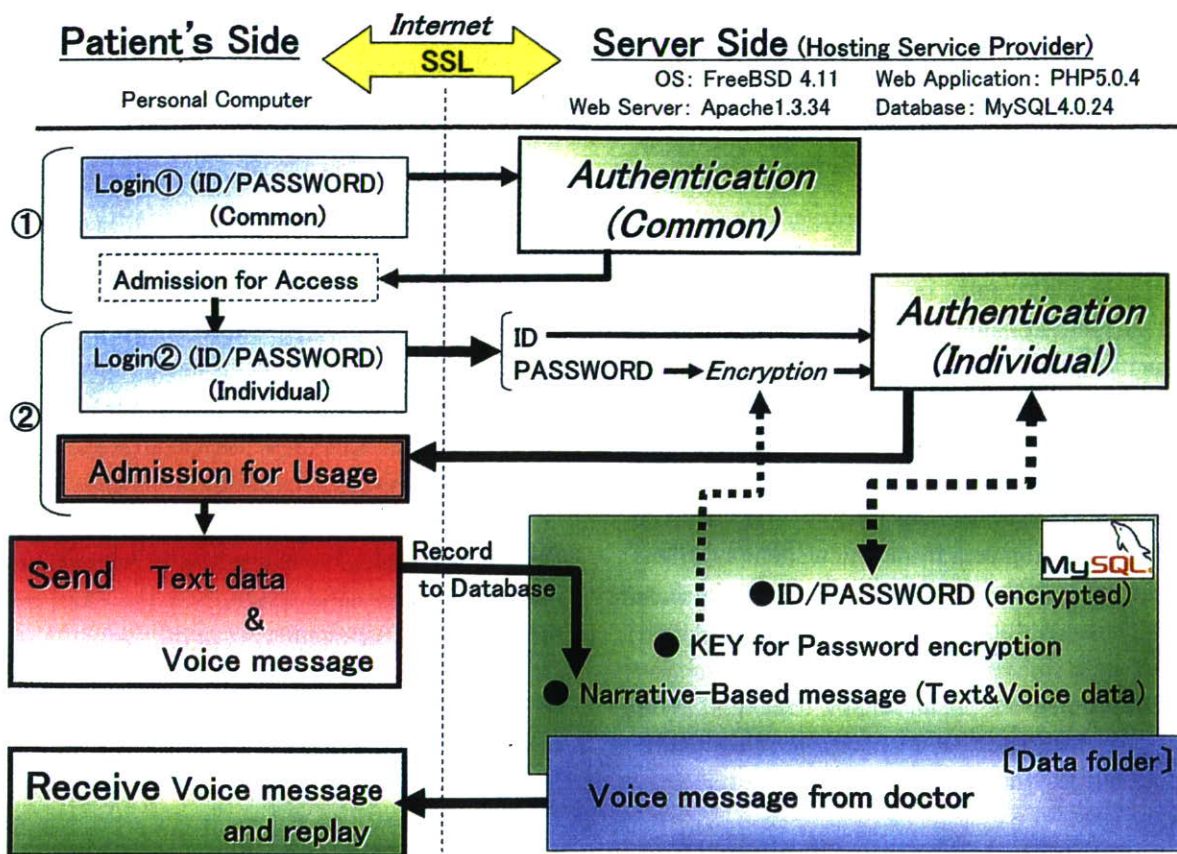 Patient's Side
Internet
SSL
Server Side (Hosting Service Provider)
OS: FreeBSD 4.11 Web Application: PHP5.0.4
Personal Computer
Web Server: Apache1.3.34 Database: MySQL4.0.24
①
Login① (ID/PASSWORD)
(Common)
Authentication
(Common)
Admission for Access
②
Login② (ID/PASSWORD)
(Individual)
ID
PASSWORD
Encryption
Authentication
(Individual)
Admission for Usage
Send Text data
&
Voice message
Record
to Database
MySQL
●ID/PASSWORD (encrypted)
● KEY for Password encryption
● Narrative-Based message (Text&Voice data)
[Data folder]
Voice message from doctor
Receive Voice message
and replay